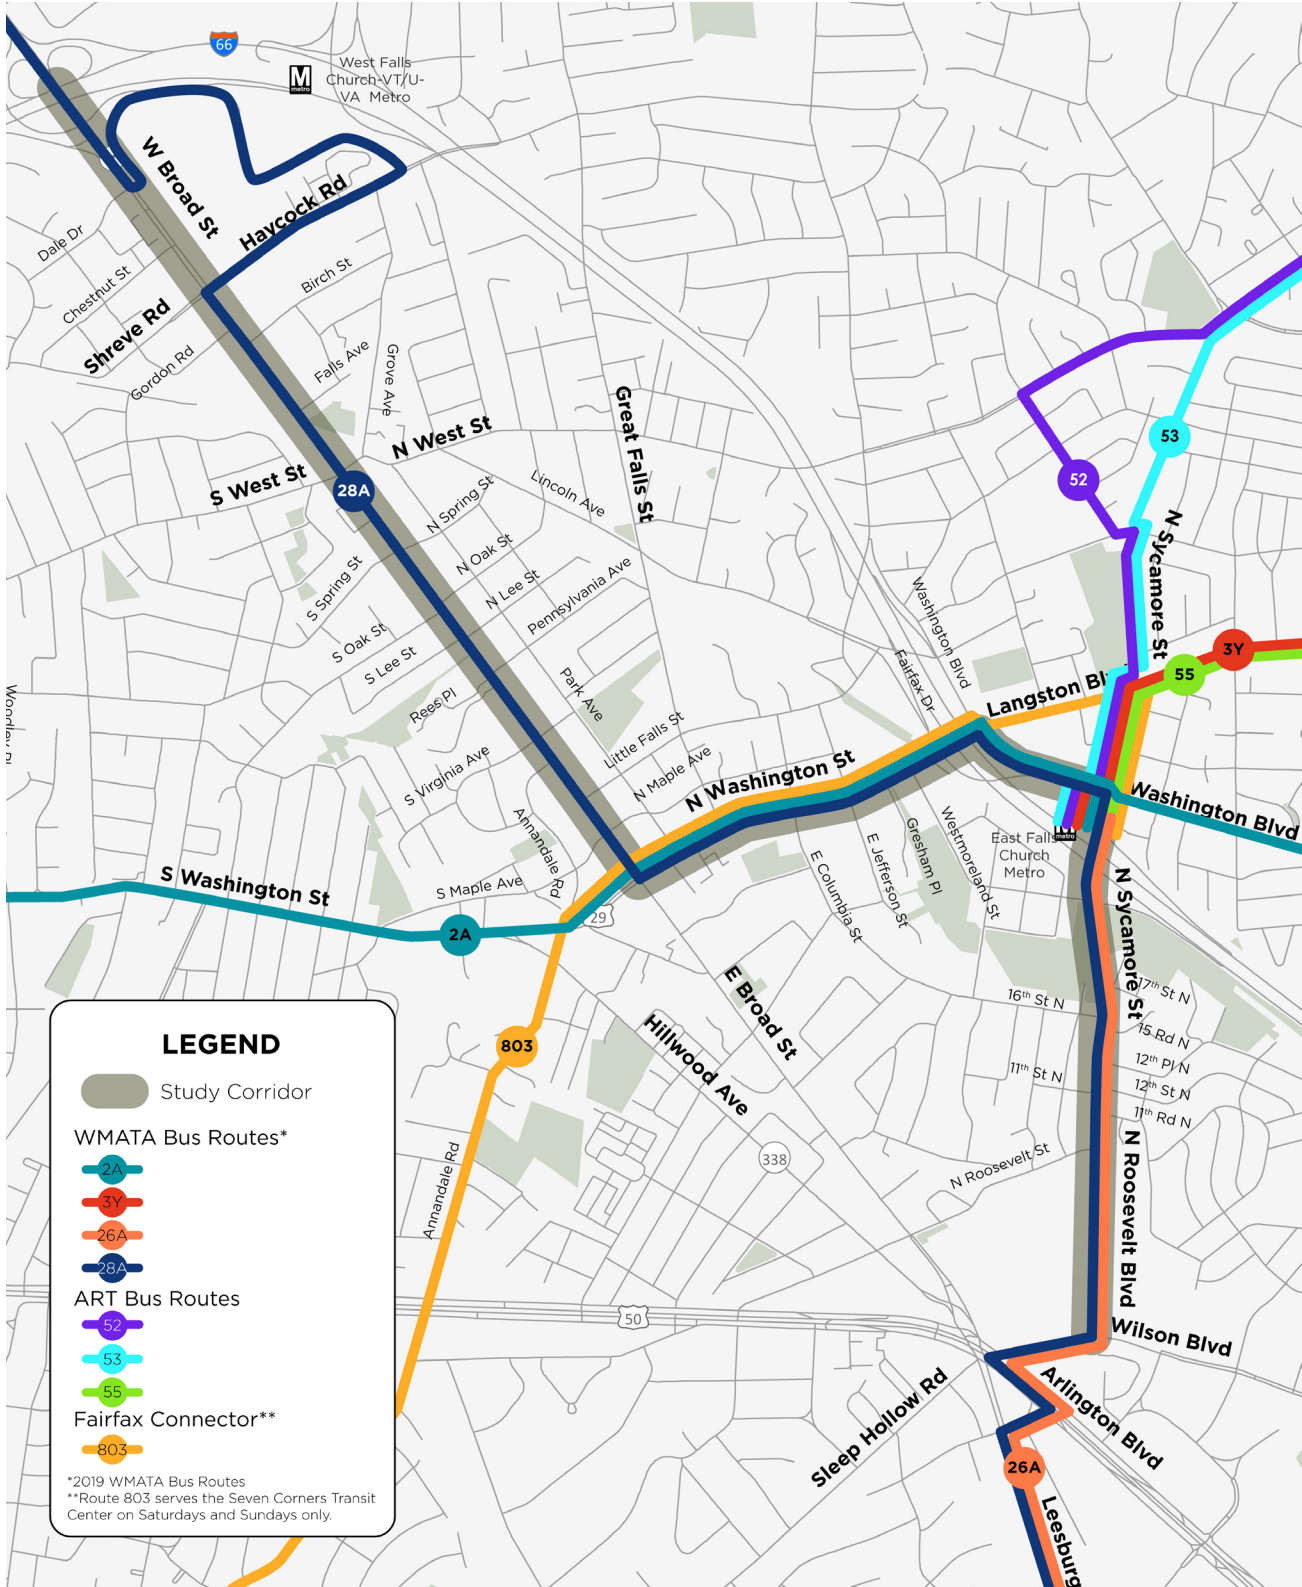 66
M
metro
West Falls
Church-VT/U-
VA Metro
W Broad St
Haycock Rd
Dale Dr
Chestnut St
Birch St
Shreve Rd
Gordon Rd
Falls Ave
Grove Ave
Great Falls St
N West St
S West St
28A
Lincoln Ave
N Spring St
N Oak St
S Spring St
N Lee St
Pennsylvania Ave
S Oak St
S Lee St
Rees Pl
Park Ave
Little Falls St
N Maple Ave
S Virginia Ave
Annandale Rd
53
52
N Sycamore St
Washington Blvd
Fairfax Dr
3Y
55
Langston Bl
Woodley Pl
N Washington St
Washington Blvd
metro
East Falls
Church
Metro
Westmoreland St
Gresham Pl
E Jefferson St
E Columbia St
S Washington St
S Maple Ave
29
2A
N Sycamore St
E Broad St
17th St N
16th St N
Hillwood Ave
15 Rd N
803
12th Pl N
11th St N
12th St N
11th Rd N
338
N Roosevelt St
Annandale Rd
N Roosevelt Blvd
50
Wilson Blvd
Arlington Blvd
Sleep Hollow Rd
26A
Leesburg
LEGEND
Study Corridor
WMATA Bus Routes*
2A
3Y
26A
28A
ART Bus Routes
52
53
55
Fairfax Connector**
803
*2019 WMATA Bus Routes
**Route 803 serves the Seven Corners Transit
Center on Saturdays and Sundays only.